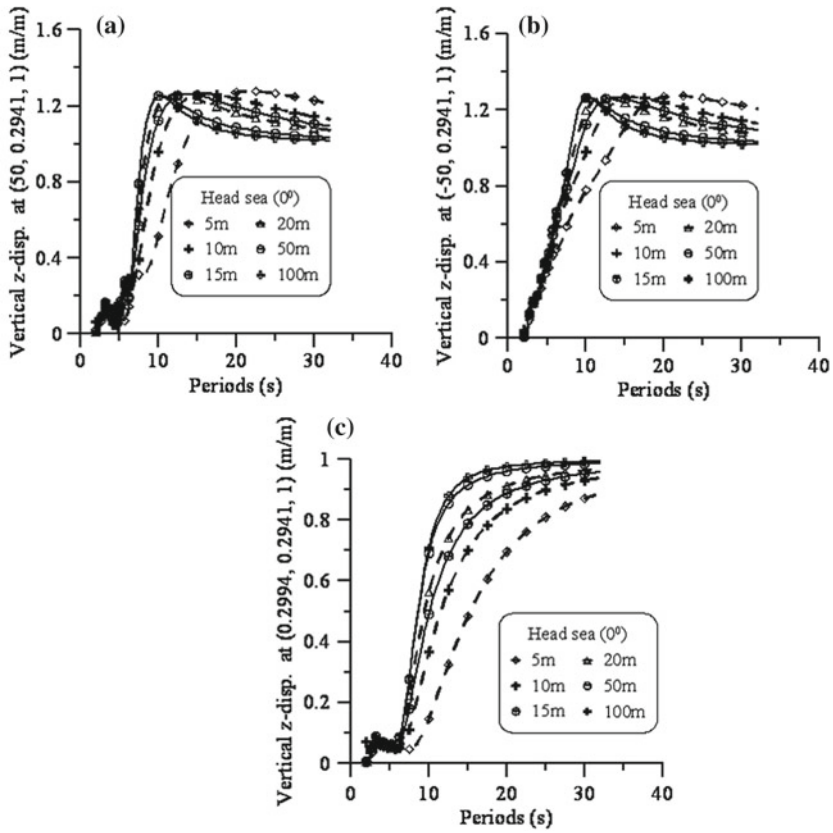 (a)
1.6
1.2
0.8
0.4
0
Vertical z-disp. at (50, 0.2941, 1) (m/m)
Head sea (0⁰)
5m 20m
10m 50m
15m 100m
0 10 20 30 40
Periods (s)
(b)
1.6
1.2
0.8
0.4
0
Vertical z-disp. at (-50, 0.2941, 1) (m/m)
Head sea (0⁰)
5m 20m
10m 50m
15m 100m
0 10 20 30 40
Periods (s)
(c)
1
0.8
0.6
0.4
0.2
0
Vertical z-disp. at (0.2994, 0.2941, 1) (m/m)
Head sea (0⁰)
5m 20m
10m 50m
15m 100m
0 10 20 30 40
Periods (s)